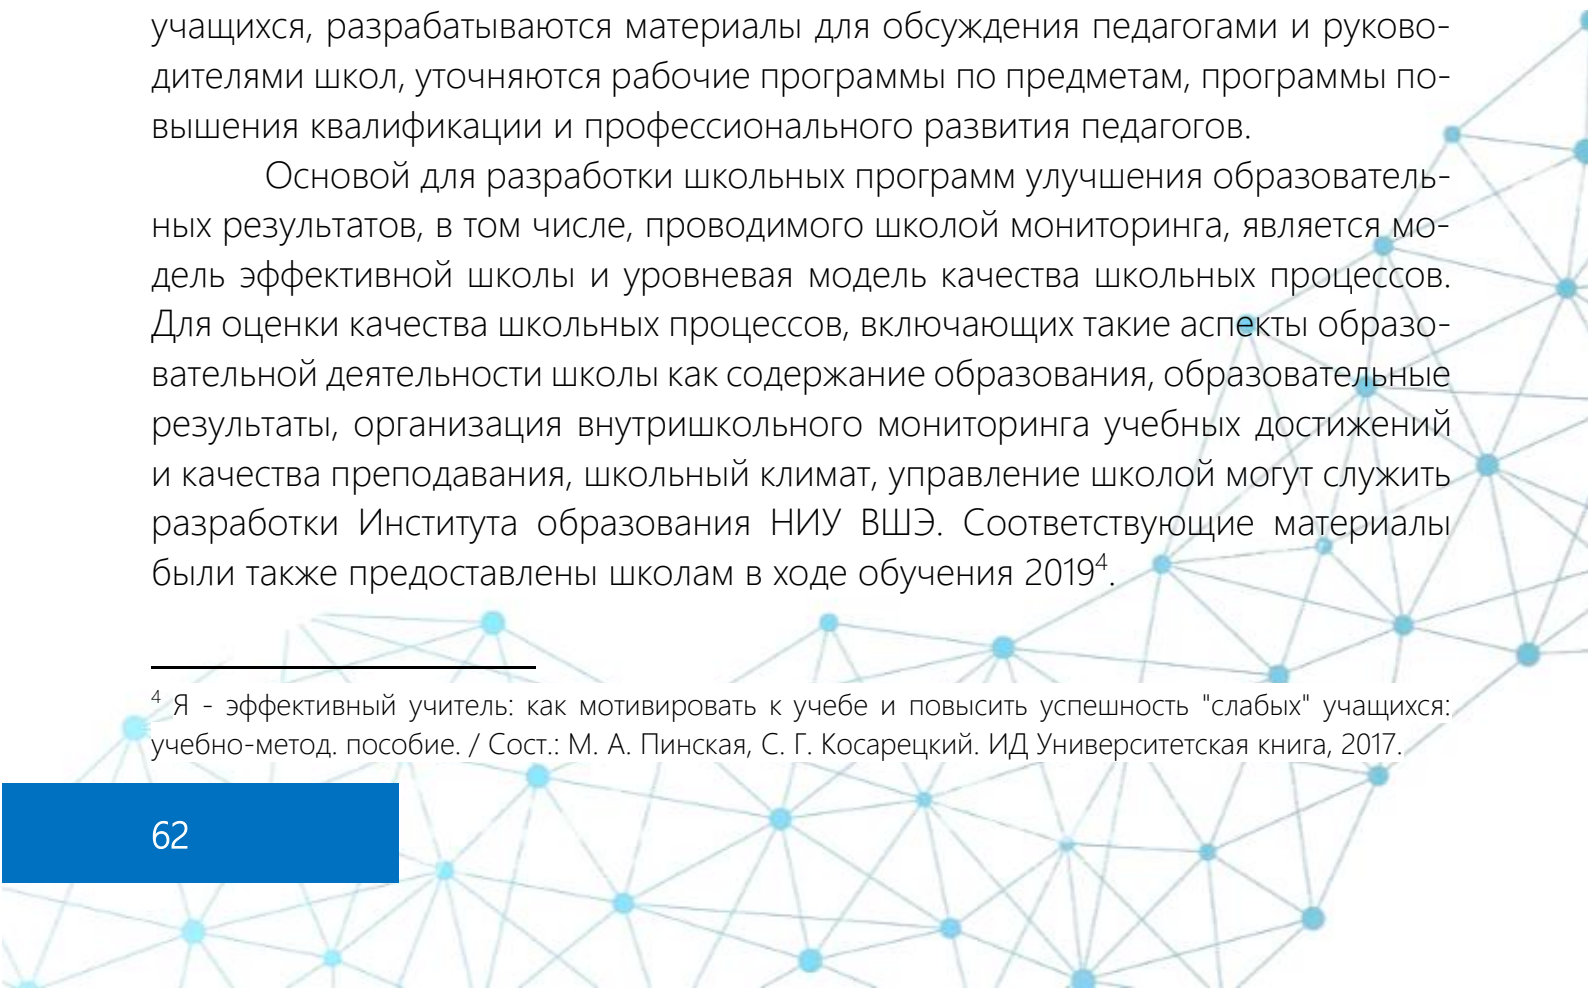 учащихся, разрабатываются материалы для обсуждения педагогами и руково-
дителями школ, уточняются рабочие программы по предметам, программы по-
вышения квалификации и профессионального развития педагогов.
Основой для разработки школьных программ улучшения образователь-
ных результатов, в том числе, проводимого школой мониторинга, является мо-
дель эффективной школы и уровневая модель качества школьных процессов.
Для оценки качества школьных процессов, включающих такие аспекты образо-
вательной деятельности школы как содержание образования, образовательные
результаты, организация внутришкольного мониторинга учебных достижений
и качества преподавания, школьный климат, управление школой могут служить
разработки Института образования НИУ ВШЭ. Соответствующие материалы
были также предоставлены школам в ходе обучения 2019⁴.
⁴ Я - эффективный учитель: как мотивировать к учебе и повысить успешность "слабых" учащихся:
учебно-метод. пособие. / Сост.: М. А. Пинская, С. Г. Косарецкий. ИД Университетская книга, 2017.
62